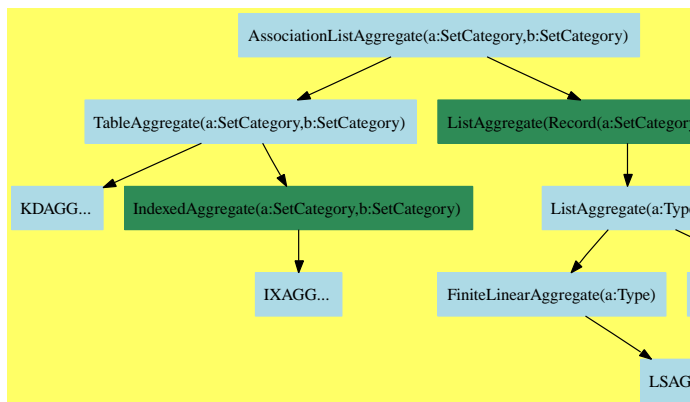 AssociationListAggregate(a:SetCategory,b:SetCategory)
TableAggregate(a:SetCategory,b:SetCategory)
ListAggregate(Record(a:SetCategory
KDAGG...
IndexedAggregate(a:SetCategory,b:SetCategory)
ListAggregate(a:Type
IXAGG...
FiniteLinearAggregate(a:Type)
LSAG